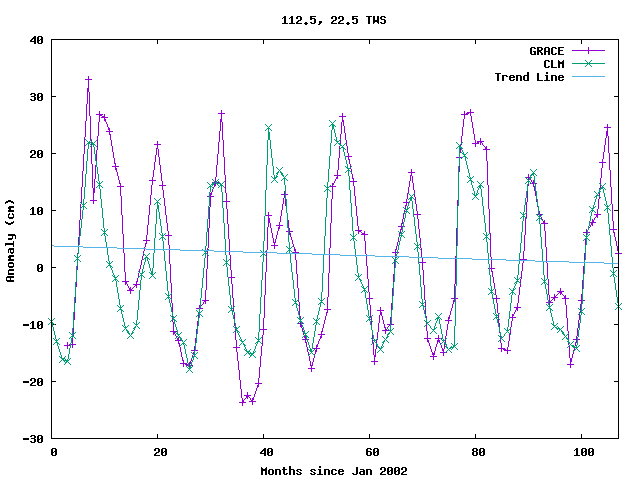 112.5, 22.5 TWS
GRACE
CLM
Trend Line
40
30
20
10
0
-10
-20
-30
Anomaly (cm)
0 20 40 60 80 100
Months since Jan 2002